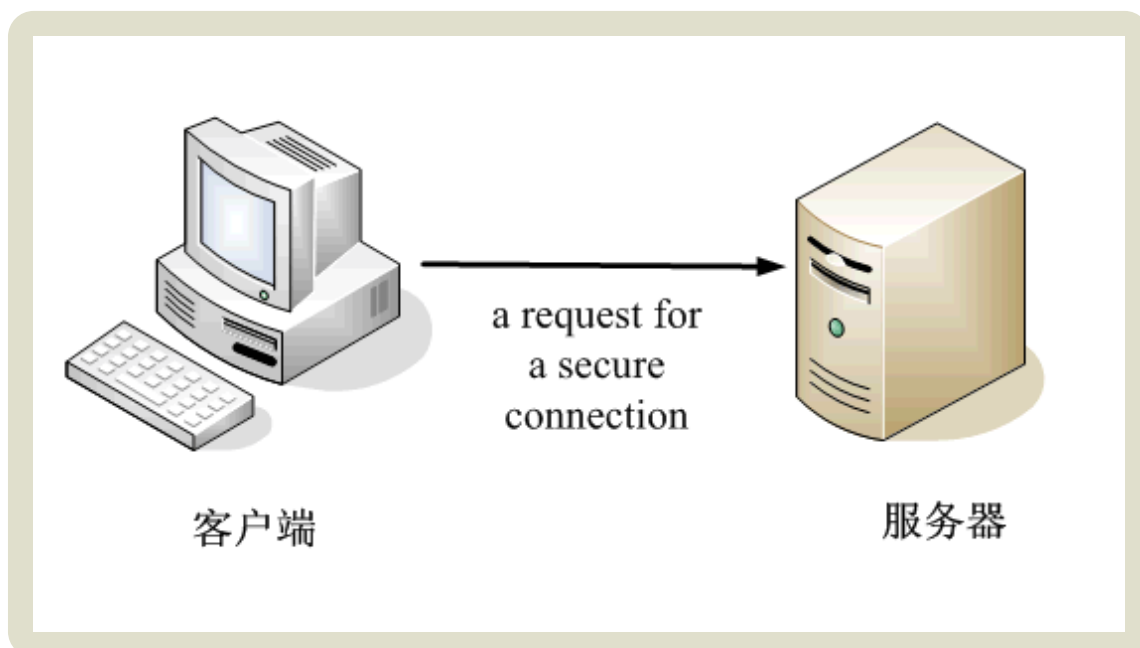 a request for
a secure
connection
客户端
服务器